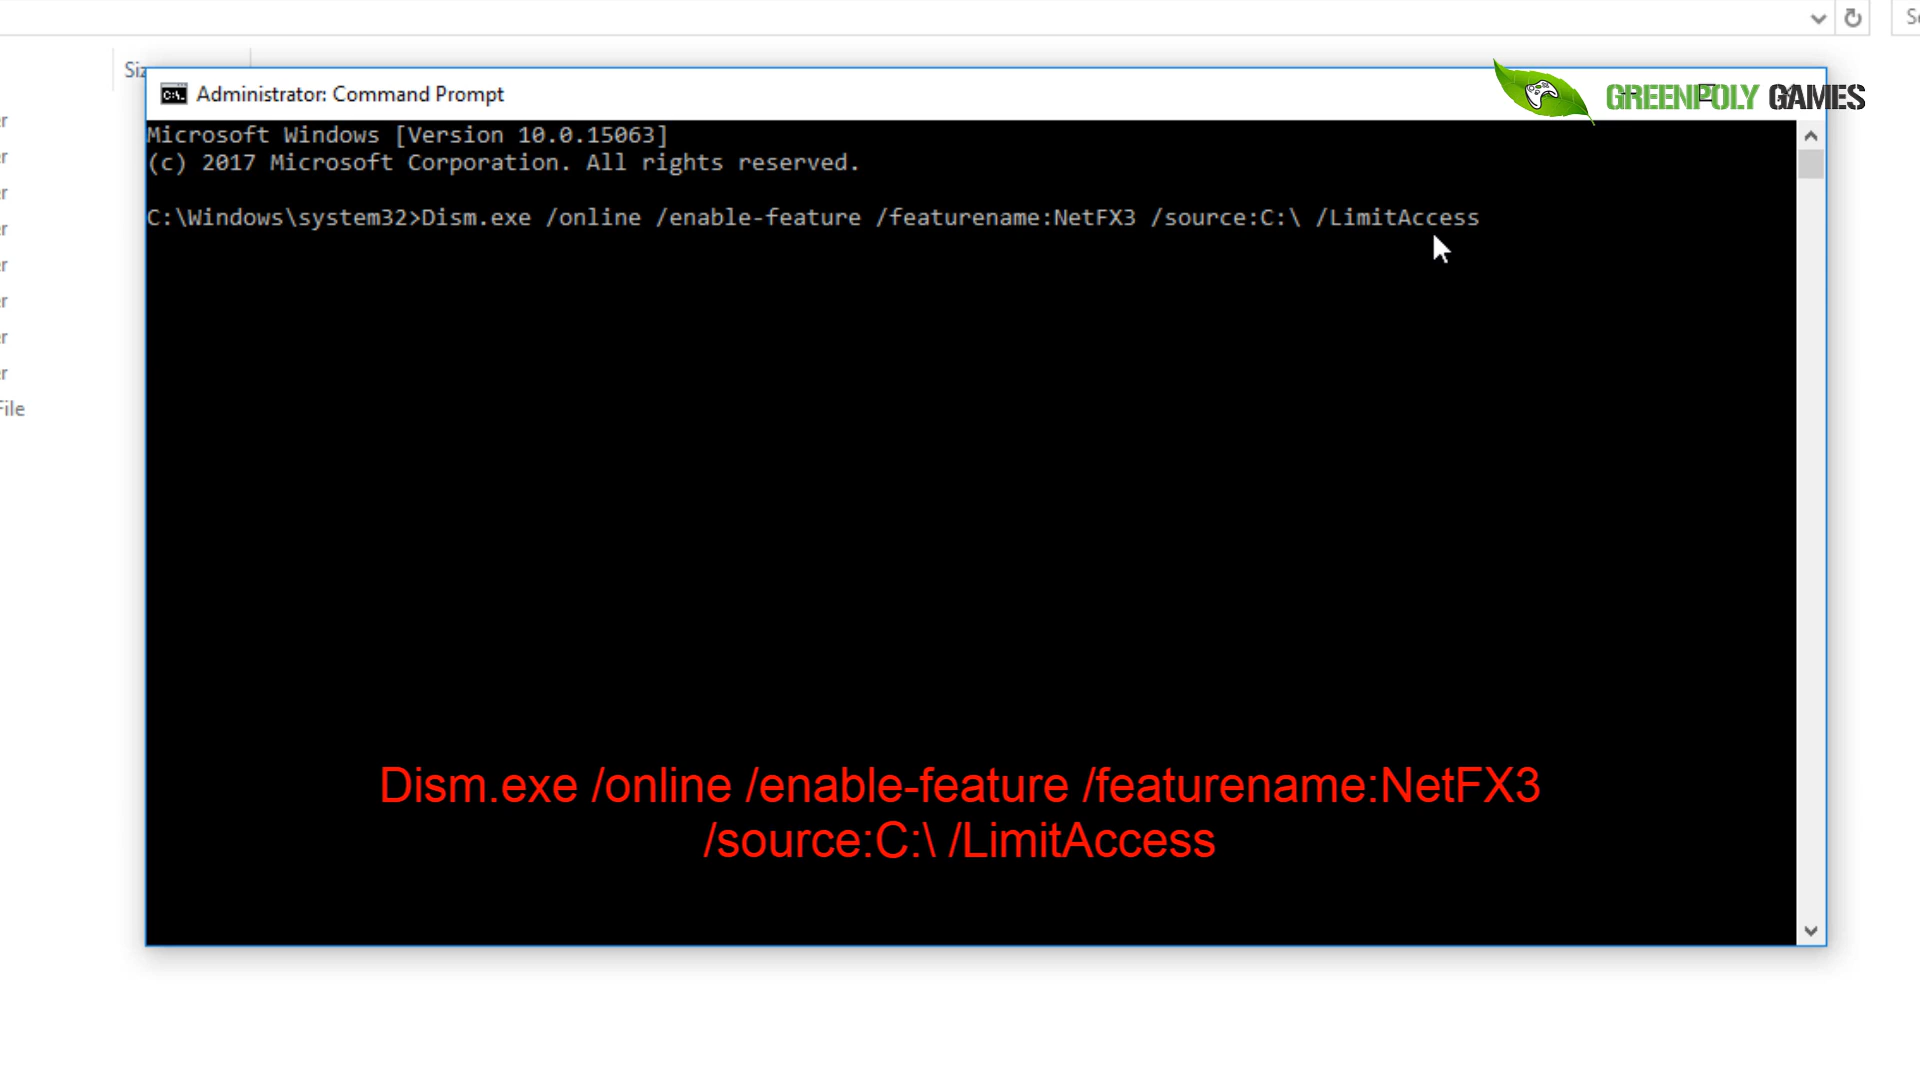 Siz
Administrator: Command Prompt
GREENPOLY GAMES
Microsoft Windows [Version 10.0.15063]
(c) 2017 Microsoft Corporation. All rights reserved.
C:\Windows\system32>Dism.exe /online /enable-feature /featurename:NetFX3 /source:C:\ /LimitAccess
File
Dism.exe /online /enable-feature /featurename:NetFX3
/source:C:\ /LimitAccess